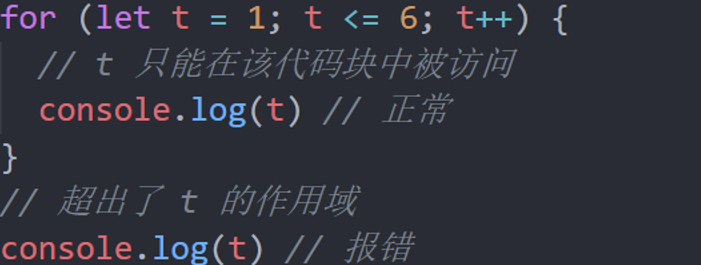 for (let t = 1; t <= 6; t++) {
// t 只能在该代码块中被访问
console.log(t) // 正常
}
// 超出了 t 的作用域
console.log(t) // 报错